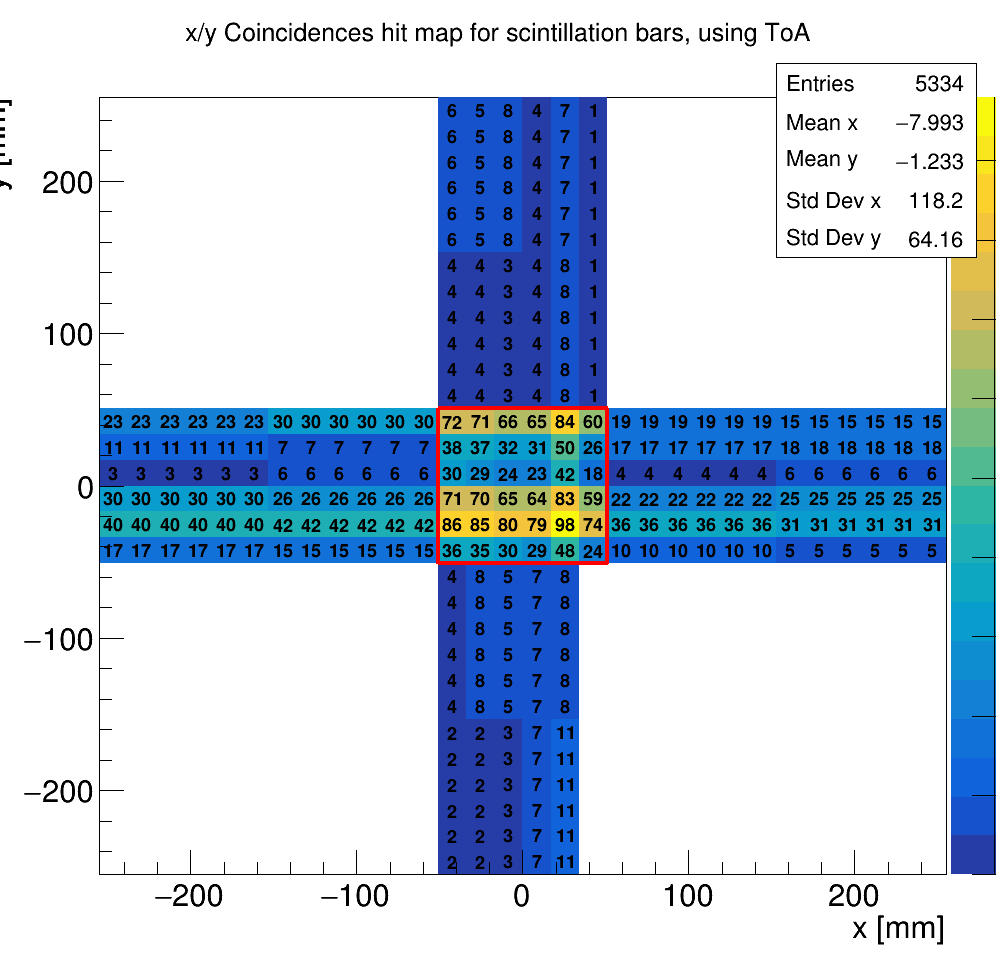 x/y Coincidences hit map for scintillation bars, using ToA
Entries 5334
Mean x −7.993
Mean y −1.233
Std Dev x 118.2
Std Dev y 64.16
y [mm]
6 5 8 4 7 1
6 5 8 4 7 1
6 5 8 4 7 1
200 6 5 8 4 7 1
6 5 8 4 7 1
6 5 8 4 7 1
4 4 3 4 8 1
4 4 3 4 8 1
4 4 3 4 8 1
100 4 4 3 4 8 1
4 4 3 4 8 1
4 4 3 4 8 1
23 23 23 23 23 23 30 30 30 30 30 30 72 71 66 65 84 60 19 19 19 19 19 19 15 15 15 15 15 15
11 11 11 11 11 11 7 7 7 7 7 7 38 37 32 31 50 26 17 17 17 17 17 17 18 18 18 18 18 18
0 3 3 3 3 3 3 6 6 6 6 6 6 30 29 24 23 42 18 4 4 4 4 4 4 6 6 6 6 6 6
30 30 30 30 30 30 26 26 26 26 26 26 71 70 65 64 83 59 22 22 22 22 22 22 25 25 25 25 25 25
40 40 40 40 40 40 42 42 42 42 42 42 86 85 80 79 98 74 36 36 36 36 36 36 31 31 31 31 31 31
17 17 17 17 17 17 15 15 15 15 15 15 36 35 30 29 48 24 10 10 10 10 10 10 5 5 5 5 5 5
4 8 5 7 8
4 8 5 7 8
4 8 5 7 8
−100 4 8 5 7 8
4 8 5 7 8
4 8 5 7 8
2 2 3 7 11
2 2 3 7 11
2 2 3 7 11
−200 2 2 3 7 11
2 2 3 7 11
2 2 3 7 11
−200 −100 0 100 200
x [mm]